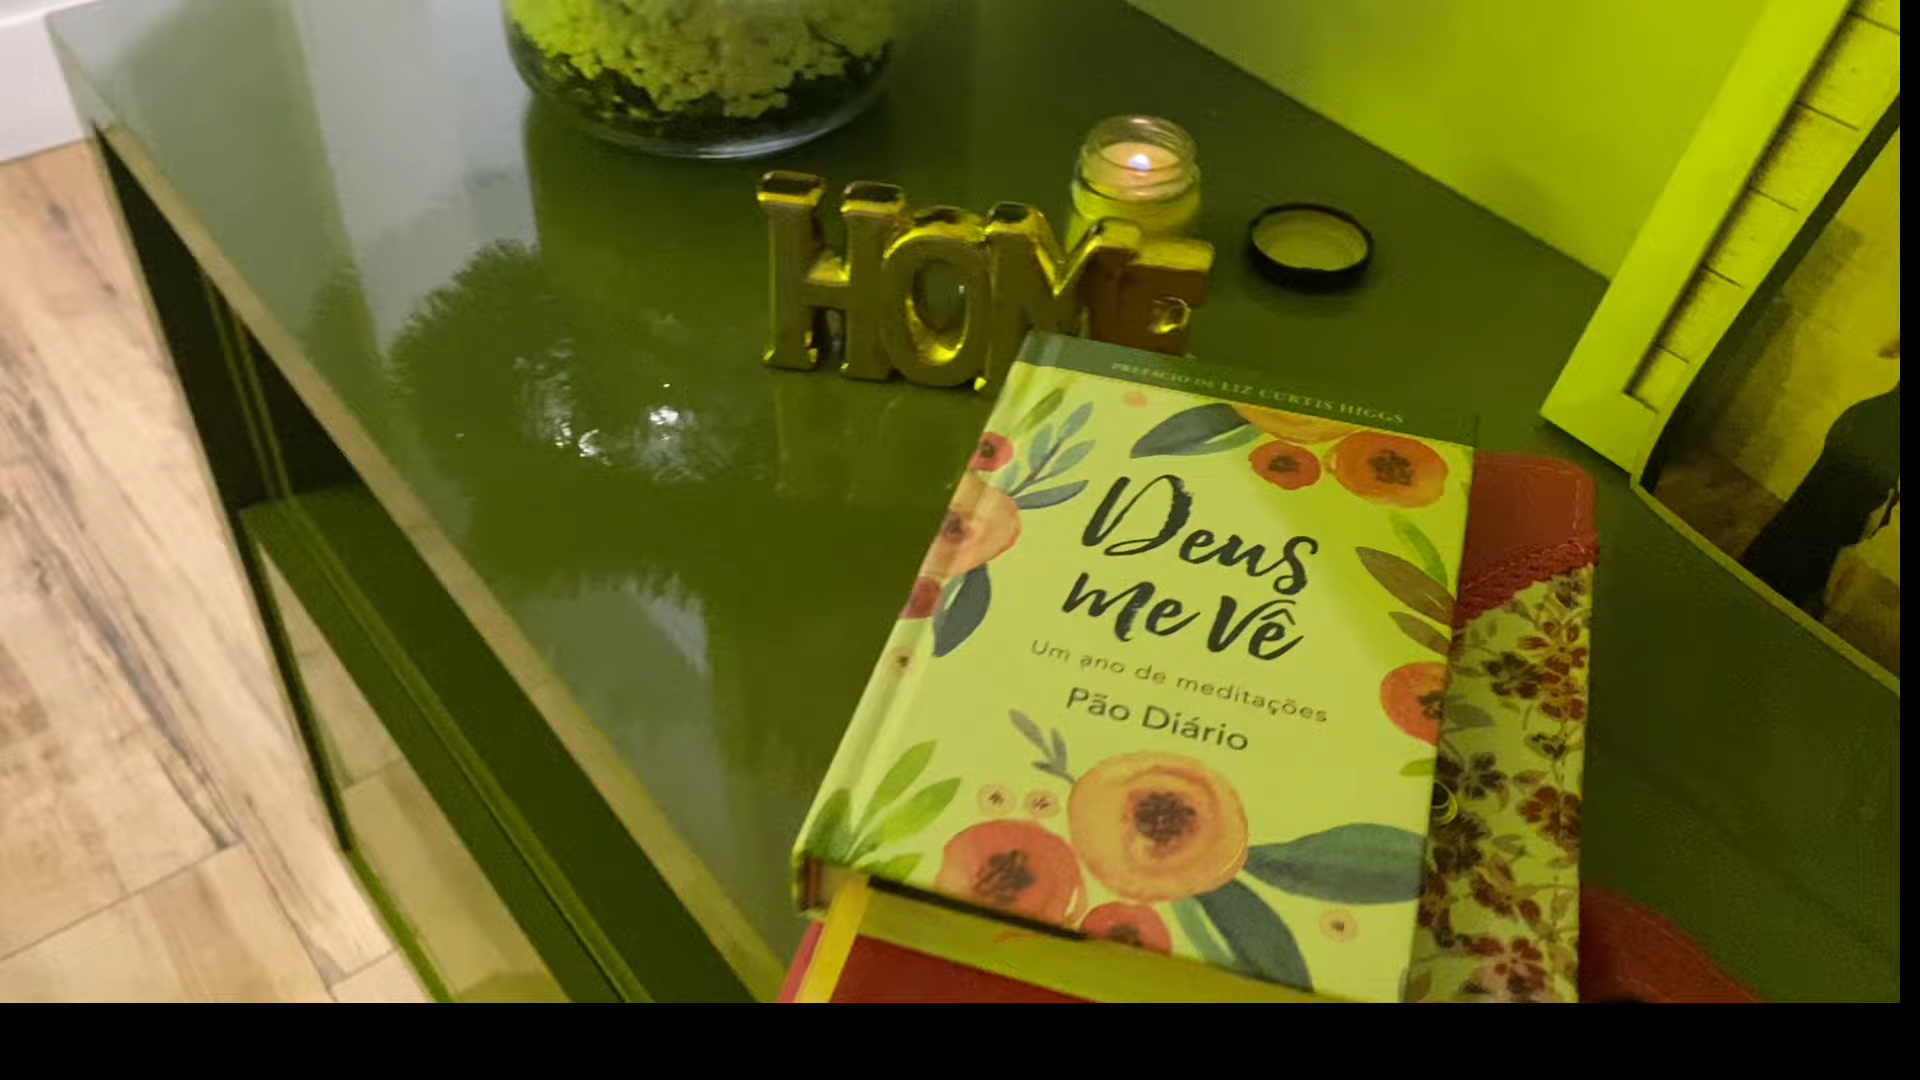 HOME
PREFÁCIO DE LIZ CURTIS HIGGS
Deus
me vê
Um ano de meditações
Pão Diário